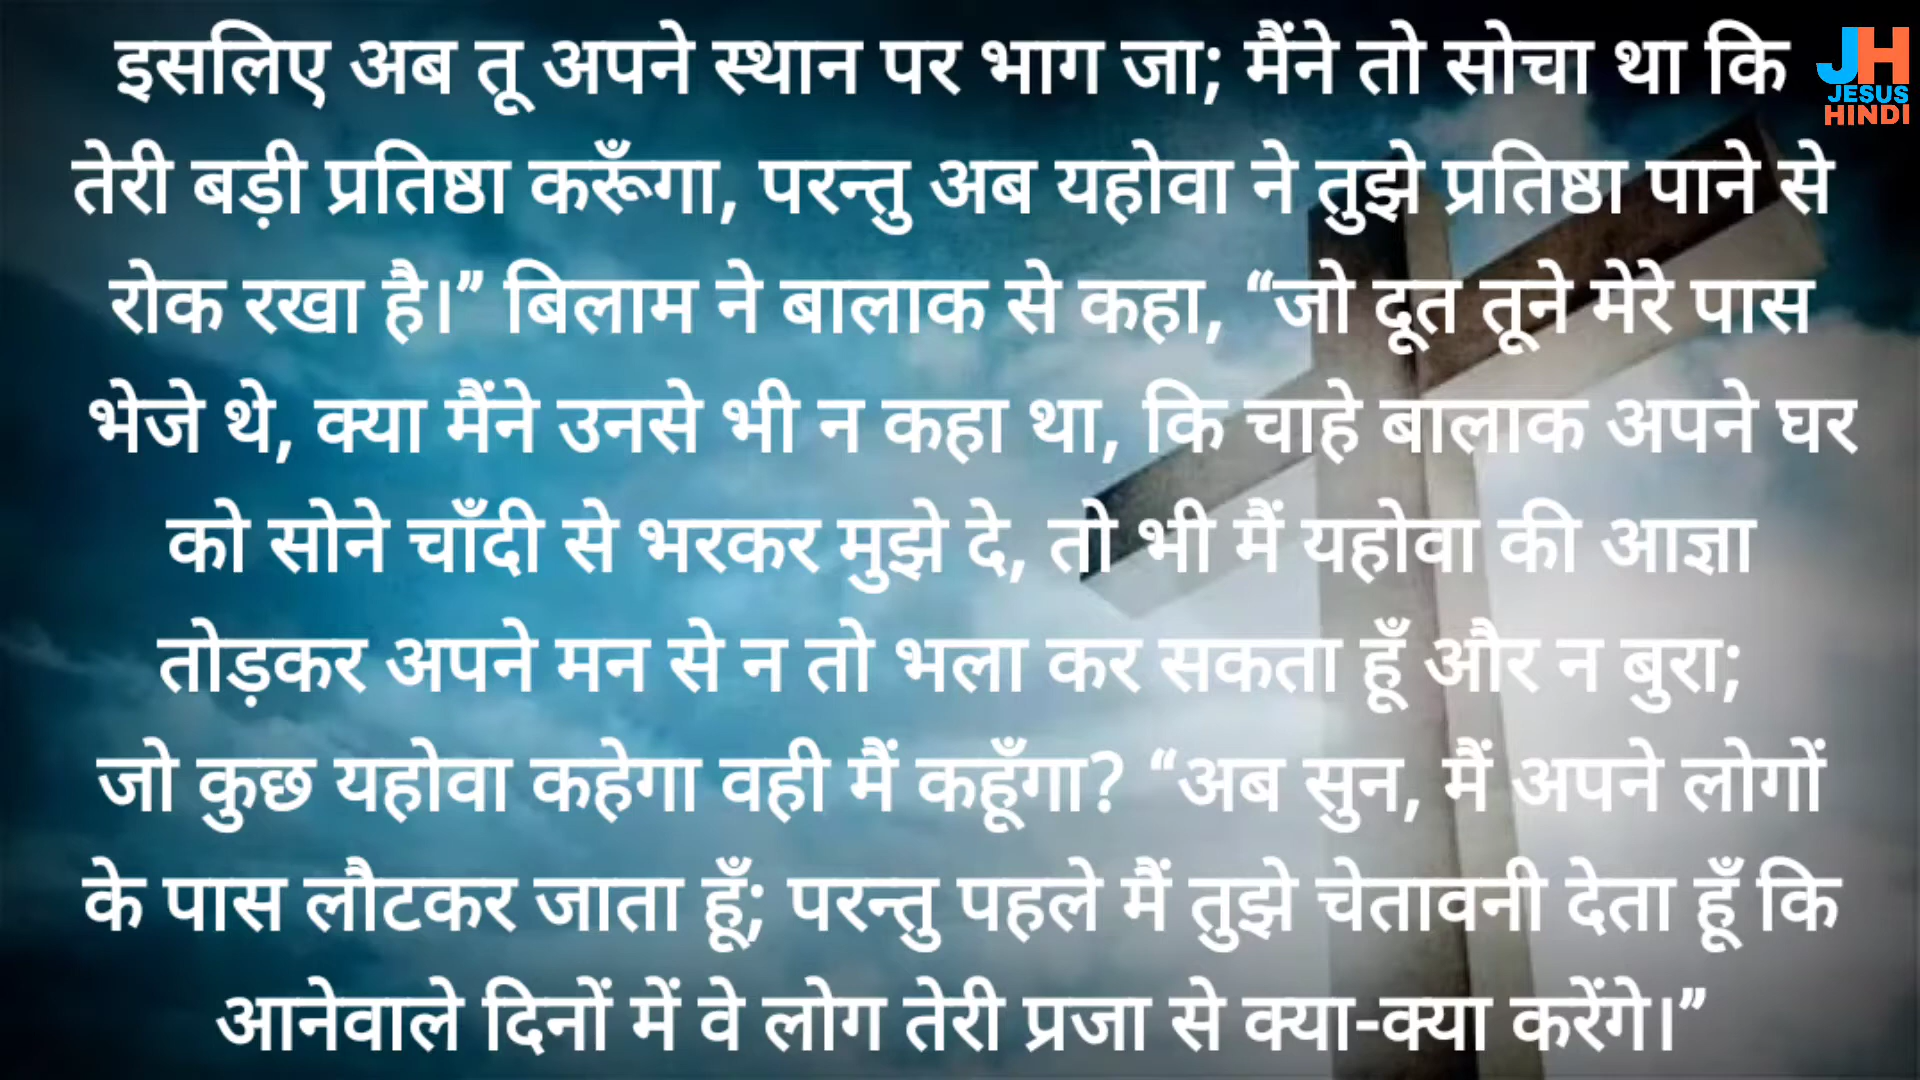 इसलिए अब तू अपने स्थान पर भाग जा; मैंने तो सोचा था कि
तेरी बड़ी प्रतिष्ठा करूँगा, परन्तु अब यहोवा ने तुझे प्रतिष्ठा पाने से
रोक रखा है।” बिलाम ने बालाक से कहा, “जो दूत तूने मेरे पास
भेजे थे, क्या मैंने उनसे भी न कहा था, कि चाहे बालाक अपने घर
को सोने चाँदी से भरकर मुझे दे, तो भी मैं यहोवा की आज्ञा
तोड़कर अपने मन से न तो भला कर सकता हूँ और न बुरा;
जो कुछ यहोवा कहेगा वही मैं कहूँगा? “अब सुन, मैं अपने लोगों
के पास लौटकर जाता हूँ; परन्तु पहले मैं तुझे चेतावनी देता हूँ कि
आनेवाले दिनों में वे लोग तेरी प्रजा से क्या-क्या करेंगे।”
JH
JESUS
HINDI